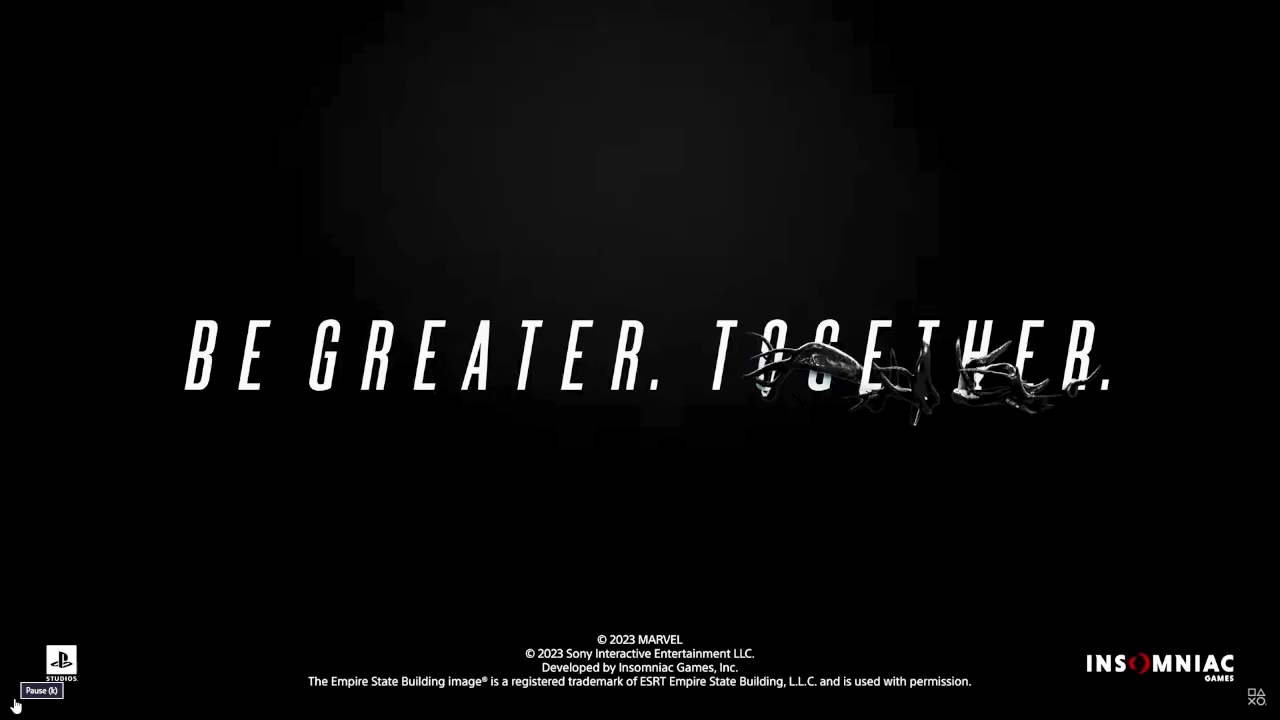 BE GREATER. TOGETHER.
© 2023 MARVEL
© 2023 Sony Interactive Entertainment LLC.
Developed by Insomniac Games, Inc.
The Empire State Building image® is a registered trademark of ESRT Empire State Building, L.L.C. and is used with permission.
STUDIOS
Pause (k)
INSOMNIAC
GAMES